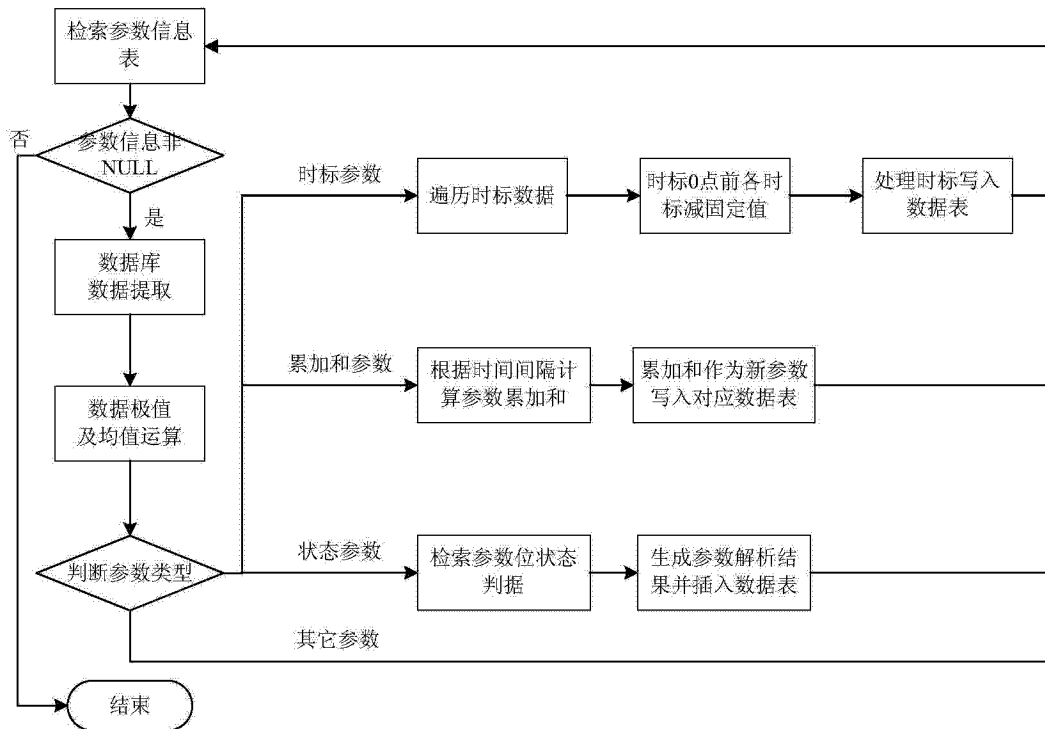 检索参数信息
表
否
参数信息非
NULL
是
数据库
数据提取
数据极值
及均值运算
判断参数类型
结束
时标参数
遍历时标数据
时标0点前各时
标减固定值
处理时标写入
数据表
累加和参数
根据时间间隔计
算参数累加和
累加和作为新参数
写入对应数据表
状态参数
检索参数位状态
判据
生成参数解析结
果并插入数据表
其它参数